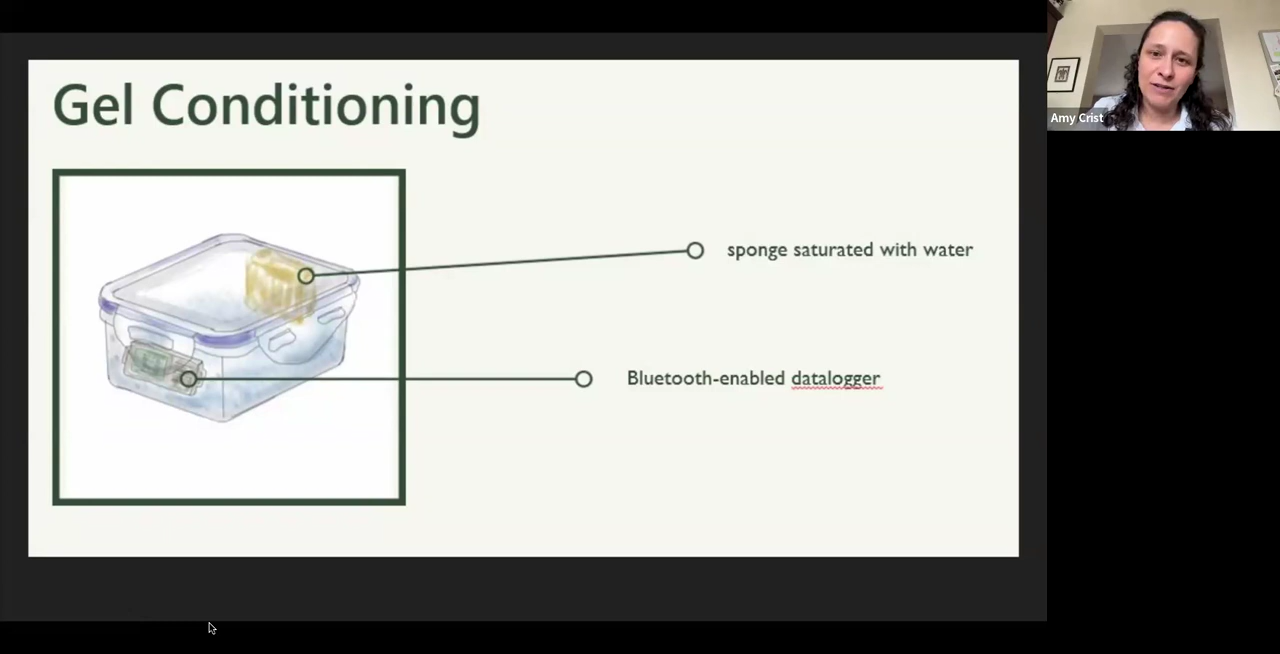 Gel Conditioning
sponge saturated with water
Bluetooth-enabled datalogger
Amy Crist